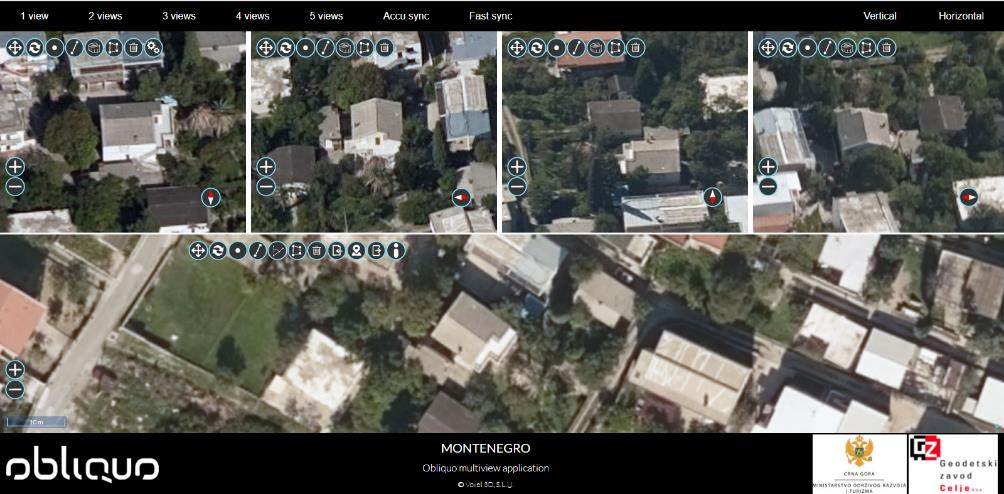 1 view 2 views 3 views 4 views 5 views Accu sync Fast sync Vertical Horizontal
10 m
obliquo
MONTENEGRO
Obliquo multiview application
© Voxel 3D, S.L.
CRNA GORA
MINISTARSTVO ODRŽIVOG RAZVOJA
I TURIZMA
GZ
Geodetski
zavod
Celje d.o.o.